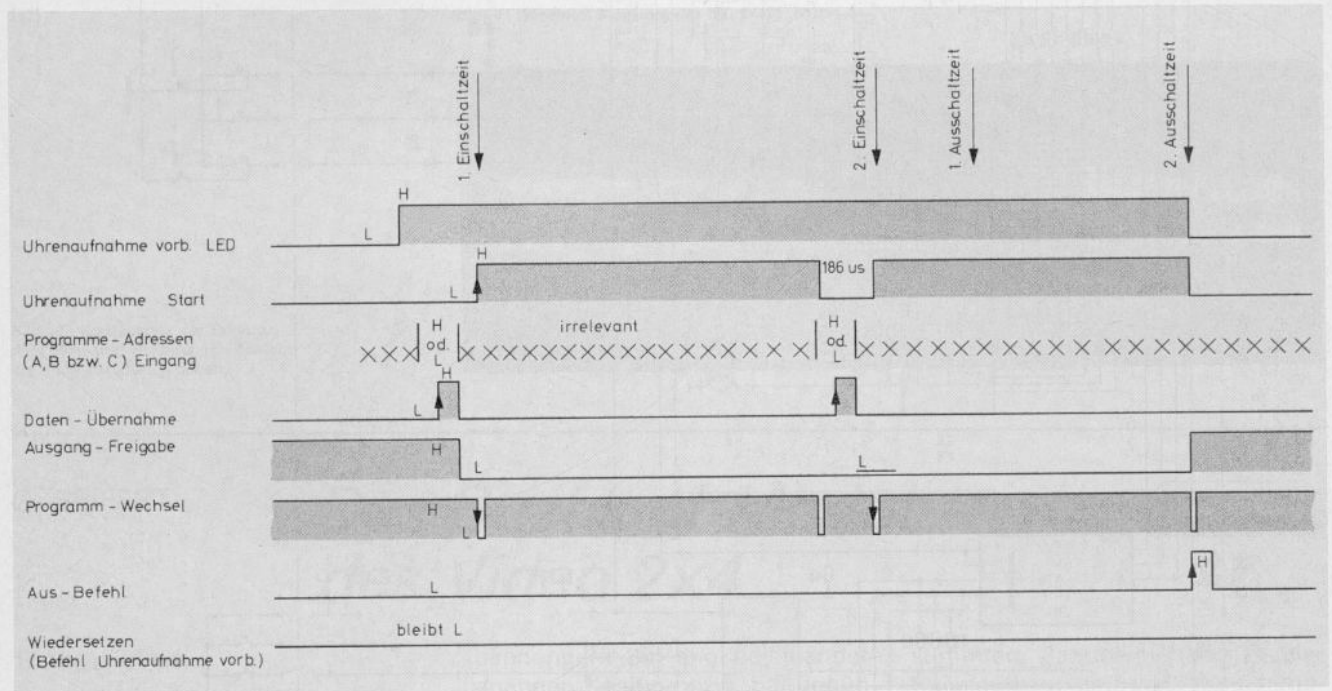 1. Einschaltzeit
2. Einschaltzeit
1. Ausschaltzeit
2. Ausschaltzeit
H
L
Uhrenaufnahme vorb. LED
H
186 us
L
Uhrenaufnahme Start
H
od.
L
irrelevant
H
od.
L
Programme - Adressen
(A, B bzw. C) Eingang
H
L
Daten - Übernahme
Ausgang - Freigabe
H
L
L
Programm - Wechsel
H
L
H
Aus - Befehl
L
bleibt L
Wiedersetzen
(Befehl Uhrenaufnahme vorb.)